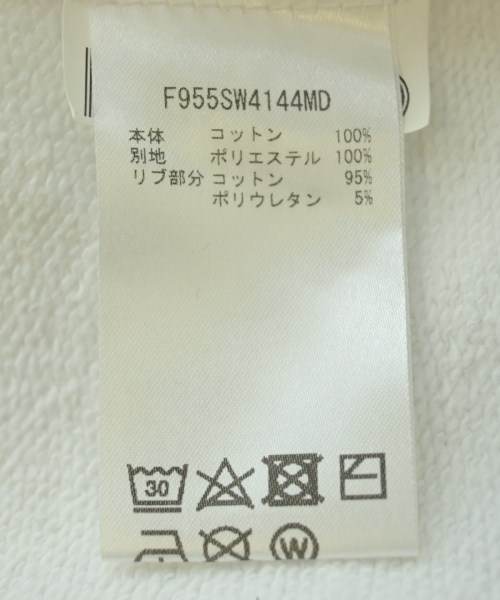 F955SW4144MD
本体 コットン 100%
別地 ポリエステル 100%
リブ部分 コットン 95%
ポリウレタン 5%
30
W